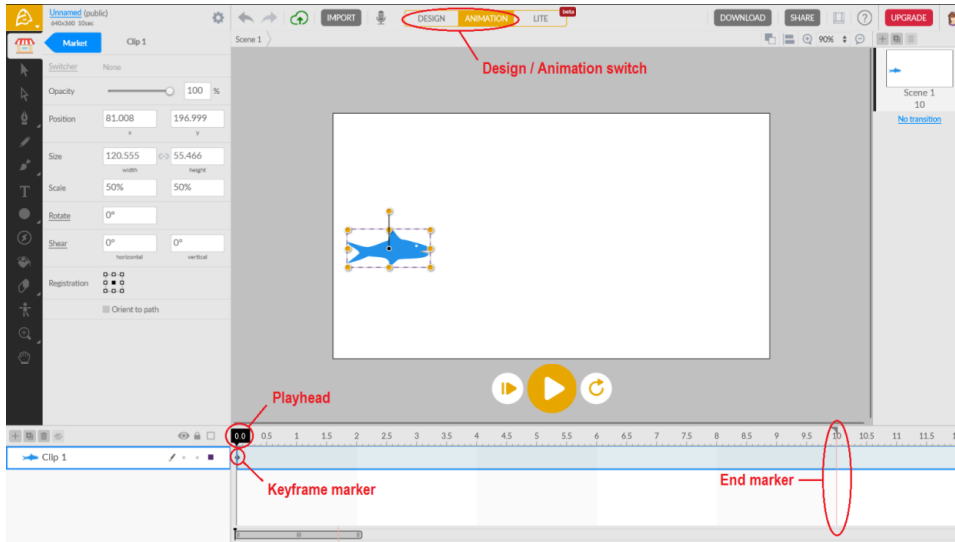 Unnamed (public)
640x360 10sec
IMPORT
DESIGN ANIMATION LITE beta
DOWNLOAD SHARE ? UPGRADE
Market Clip 1
Scene 1
90%
Design / Animation switch
Switcher None
Opacity 100 %
Position 81.008 196.999
x y
Size 120.555 55.466
width height
Scale 50% 50%
Rotate 0°
Shear 0° 0°
horizontal vertical
Registration
Orient to path
T
Scene 1
10
No transition
Playhead
0.0 0.5 1 1.5 2 2.5 3 3.5 4 4.5 5 5.5 6 6.5 7 7.5 8 8.5 9 9.5 10 10.5 11 11.5 1
Clip 1
Keyframe marker
End marker